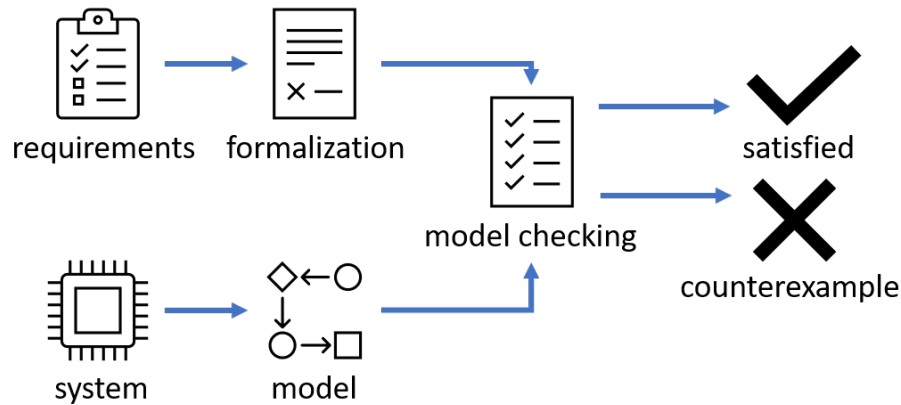 requirements
formalization
satisfied
model checking
counterexample
system
model